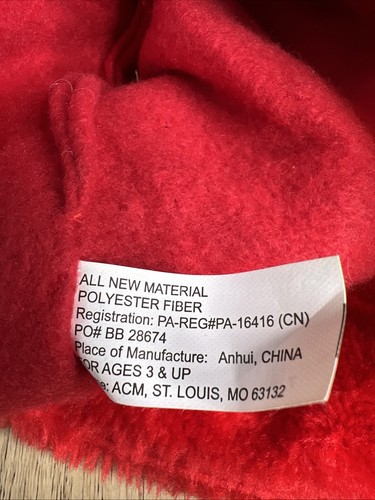 ALL NEW MATERIAL
POLYESTER FIBER
Registration: PA-REG#PA-16416 (CN)
PO# BB 28674
Place of Manufacture: Anhui, CHINA
FOR AGES 3 & UP
ACM, ST. LOUIS, MO 63132